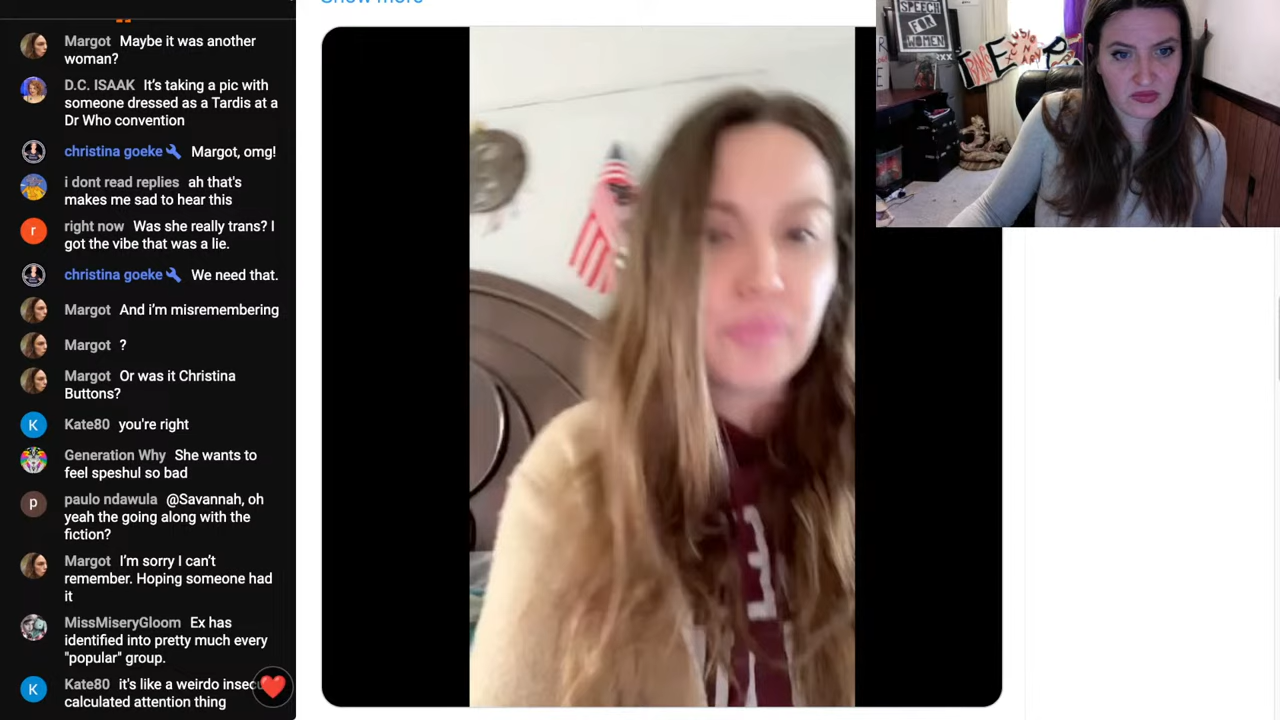 Margot Maybe it was another
woman?
D.C. ISAAK It's taking a pic with
someone dressed as a Tardis at a
Dr Who convention
christina goeke Margot, omg!
i dont read replies ah that's
makes me sad to hear this
r
right now Was she really trans? I
got the vibe that was a lie.
christina goeke We need that.
Margot And i'm misremembering
Margot ?
Margot Or was it Christina
Buttons?
K
Kate80 you're right
Generation Why She wants to
feel speshul so bad
p
paulo ndawula @Savannah, oh
yeah the going along with the
fiction?
Margot I'm sorry I can't
remember. Hoping someone had
it
MissMiseryGloom Ex has
identified into pretty much every
"popular" group.
K
Kate80 it's like a weirdo insec
calculated attention thing
Show more
SPEECH
FOR
WOMEN